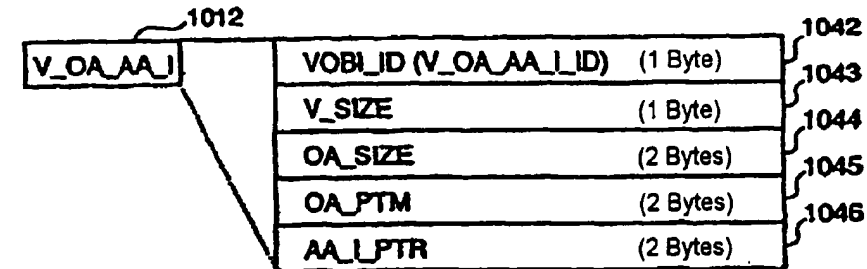 1012
V_OA_AA_I
VOBI_ID (V_OA_AA_I_ID) (1 Byte) 1042
V_SIZE (1 Byte) 1043
OA_SIZE (2 Bytes) 1044
OA_PTM (2 Bytes) 1045
AA_I_PTR (2 Bytes) 1046